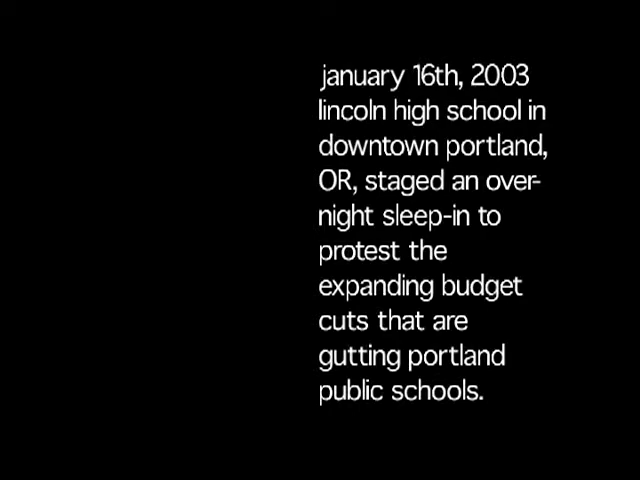 january 16th, 2003
lincoln high school in
downtown portland,
OR, staged an over-
night sleep-in to
protest the
expanding budget
cuts that are
gutting portland
public schools.